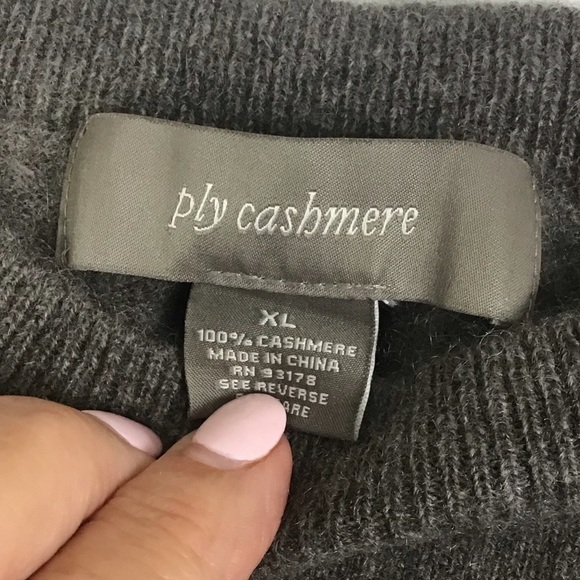 ply cashmere
XL
100% CASHMERE
MADE IN CHINA
RN 93178
SEE REVERSE